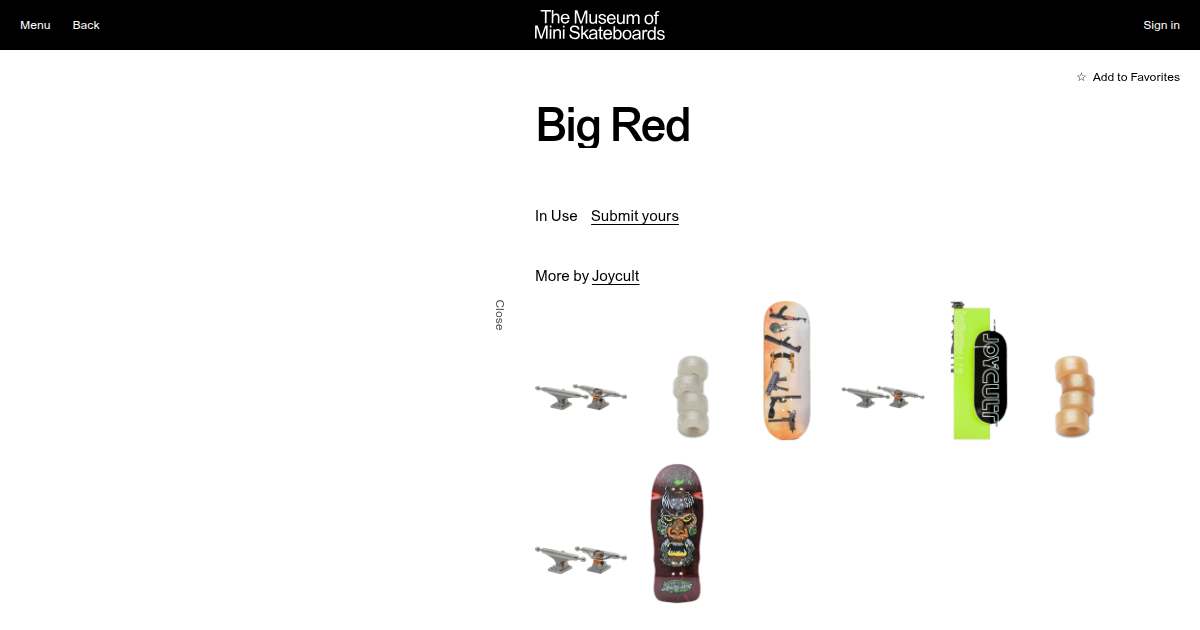 Menu
Back
The Museum of
Mini Skateboards
Sign in
☆ Add to Favorites
Big Red
In Use Submit yours
More by Joycult
Close
JOYCULT
JOYCULT